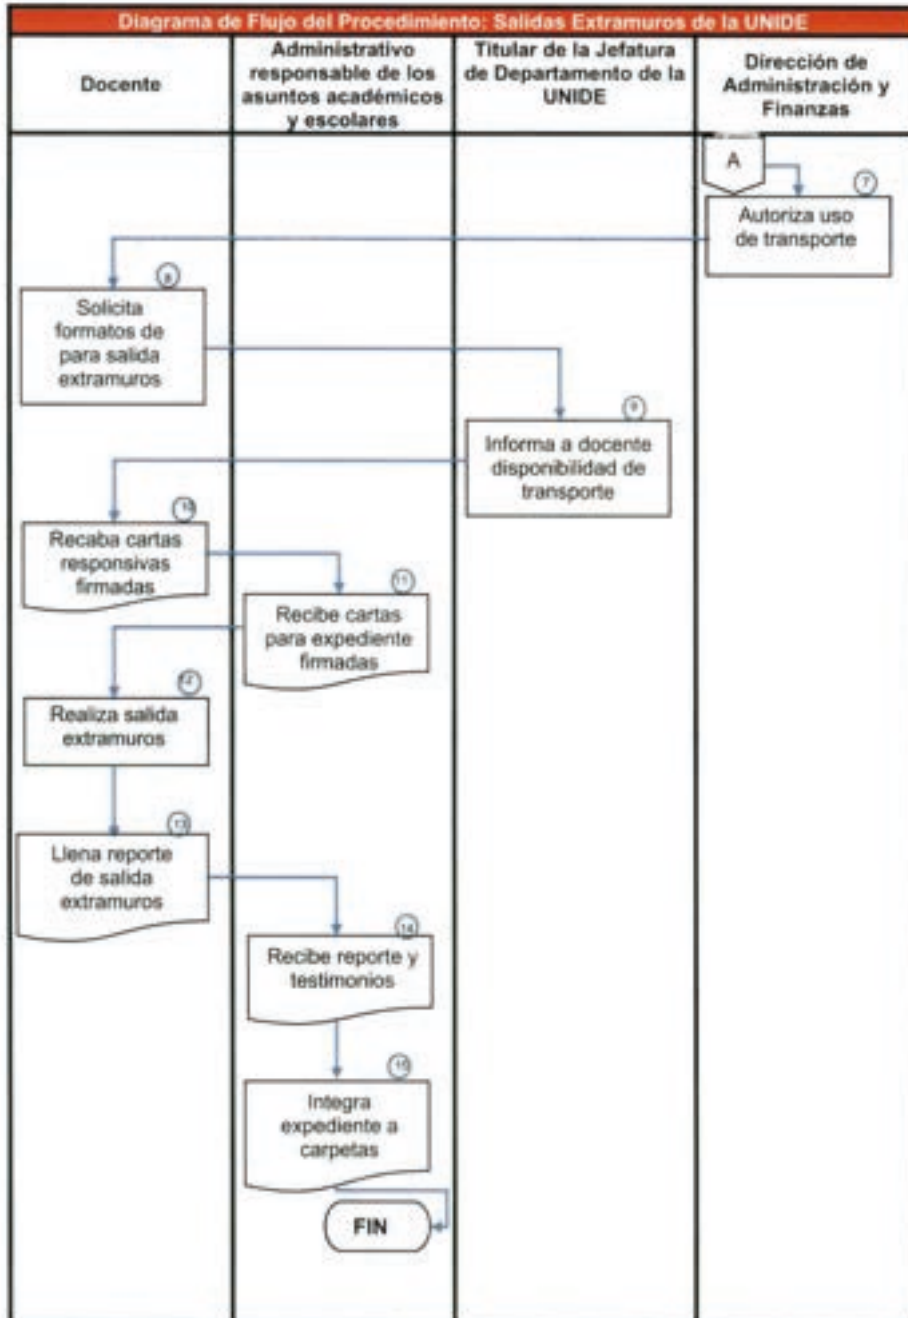 Diagrama de Flujo del Procedimiento: Salidas Extramuros de la UNIDE
Docente
Administrativo
responsable de los
asuntos académicos
y escolares
Titular de la Jefatura
de Departamento de la
UNIDE
Dirección de
Administración y
Finanzas
A
7
Autoriza uso
de transporte
8
Solicita
formatos de
para salida
extramuros
9
Informa a docente
disponibilidad de
transporte
10
Recaba cartas
responsivas
firmadas
11
Recibe cartas
para expediente
firmadas
12
Realiza salida
extramuros
13
Llena reporte
de salida
extramuros
14
Recibe reporte y
testimonios
15
Integra
expediente a
carpetas
FIN